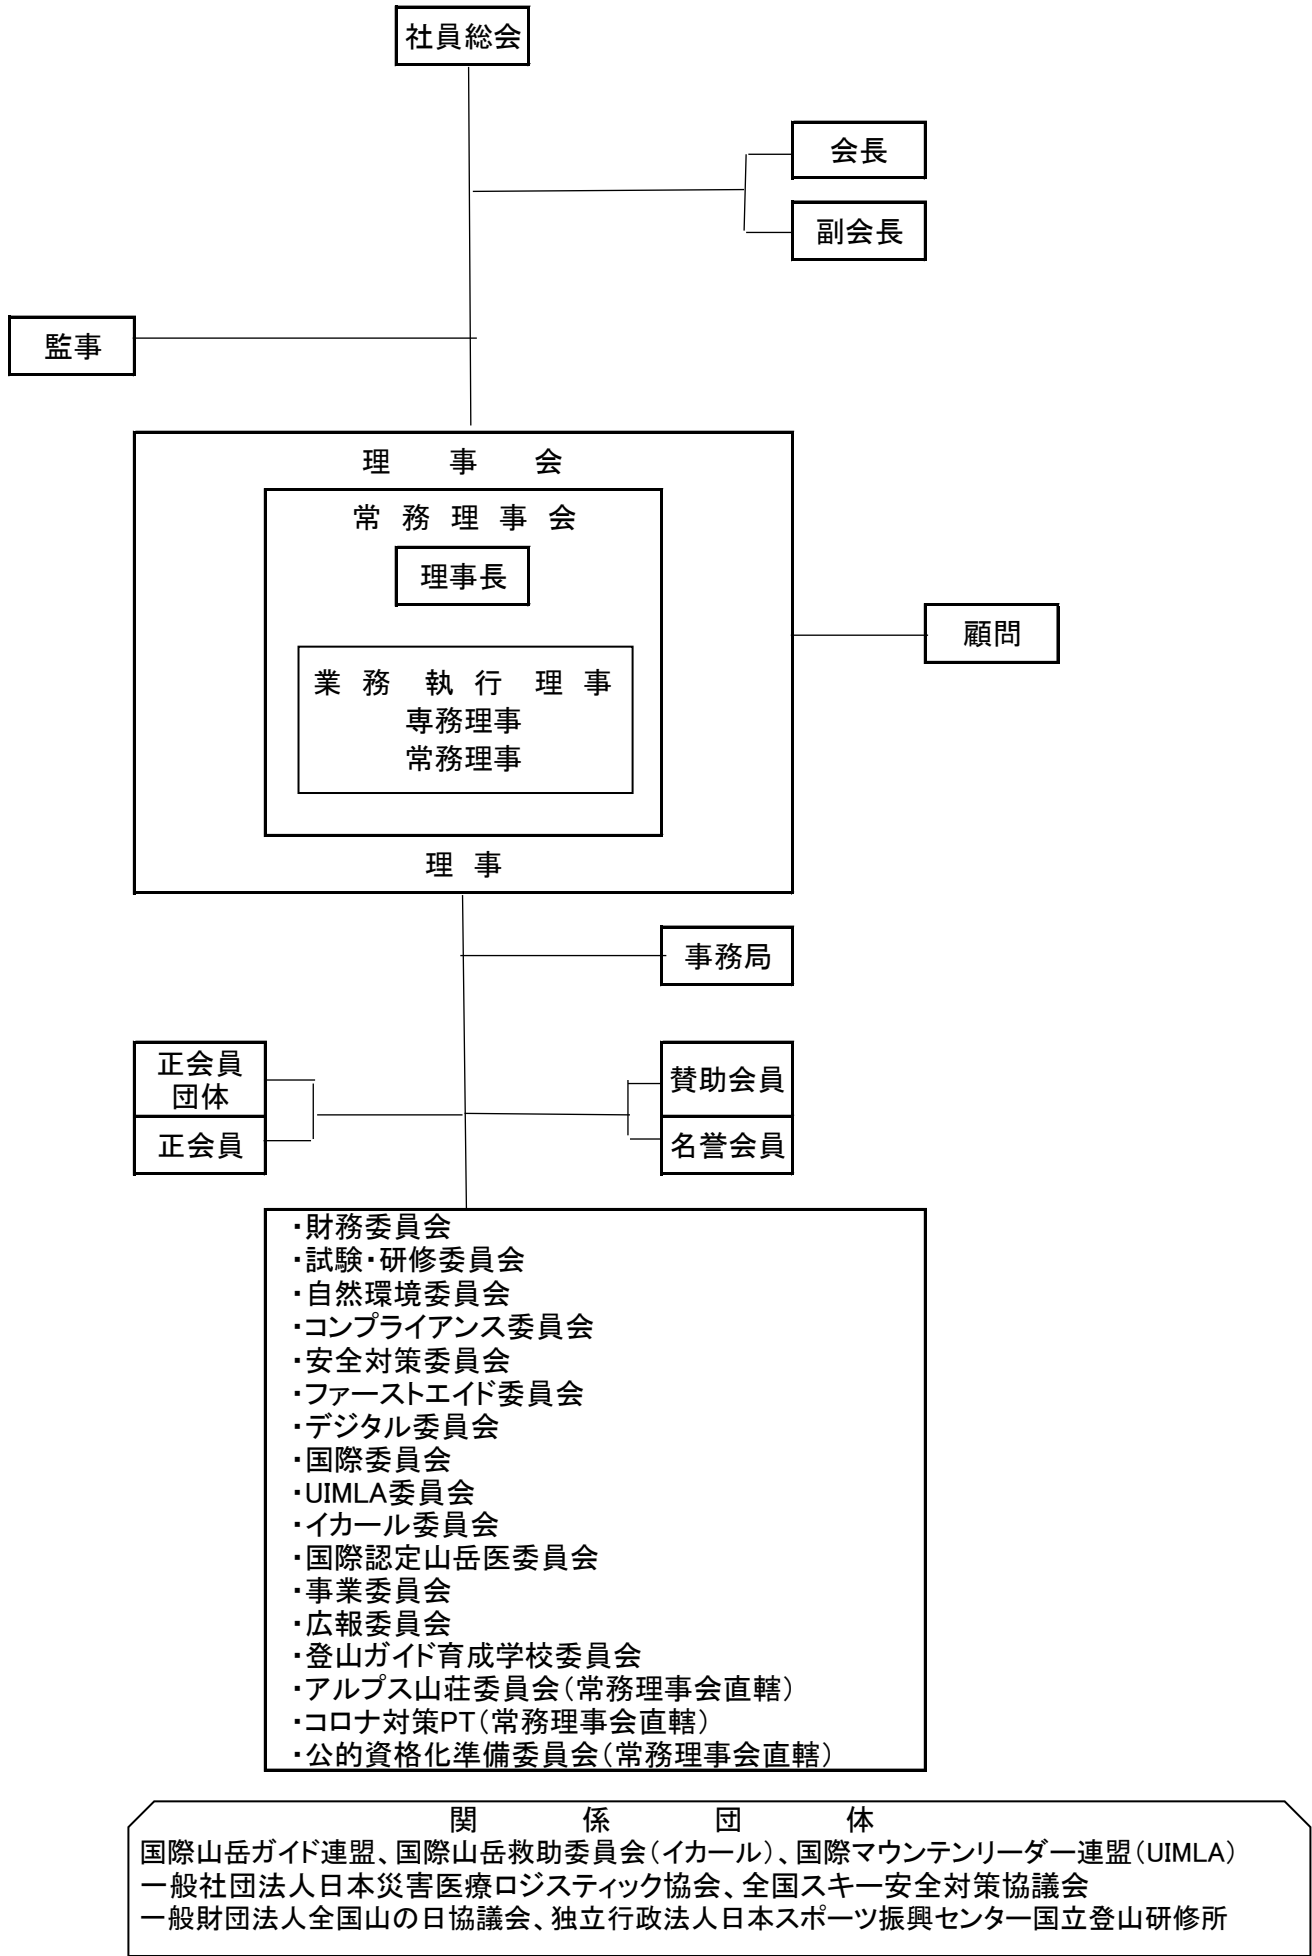 社員総会
会長
副会長
監事
理事会
常務理事会
理事長
顧問
業務執行理事
専務理事
常務理事
理事
事務局
正会員
団体
賛助会員
正会員
名誉会員
・財務委員会
・試験・研修委員会
・自然環境委員会
・コンプライアンス委員会
・安全対策委員会
・ファーストエイド委員会
・デジタル委員会
・国際委員会
・UIMLA委員会
・イカール委員会
・国際認定山岳医委員会
・事業委員会
・広報委員会
・登山ガイド育成学校委員会
・アルプス山荘委員会（常務理事会直轄）
・コロナ対策PT（常務理事会直轄）
・公的資格化準備委員会（常務理事会直轄）
関係団体
国際山岳ガイド連盟、国際山岳救助委員会（イカール）、国際マウンテンリーダー連盟（UIMLA）
一般社団法人日本災害医療ロジスティック協会、全国スキー安全対策協議会
一般財団法人全国山の日協議会、独立行政法人日本スポーツ振興センター国立登山研修所